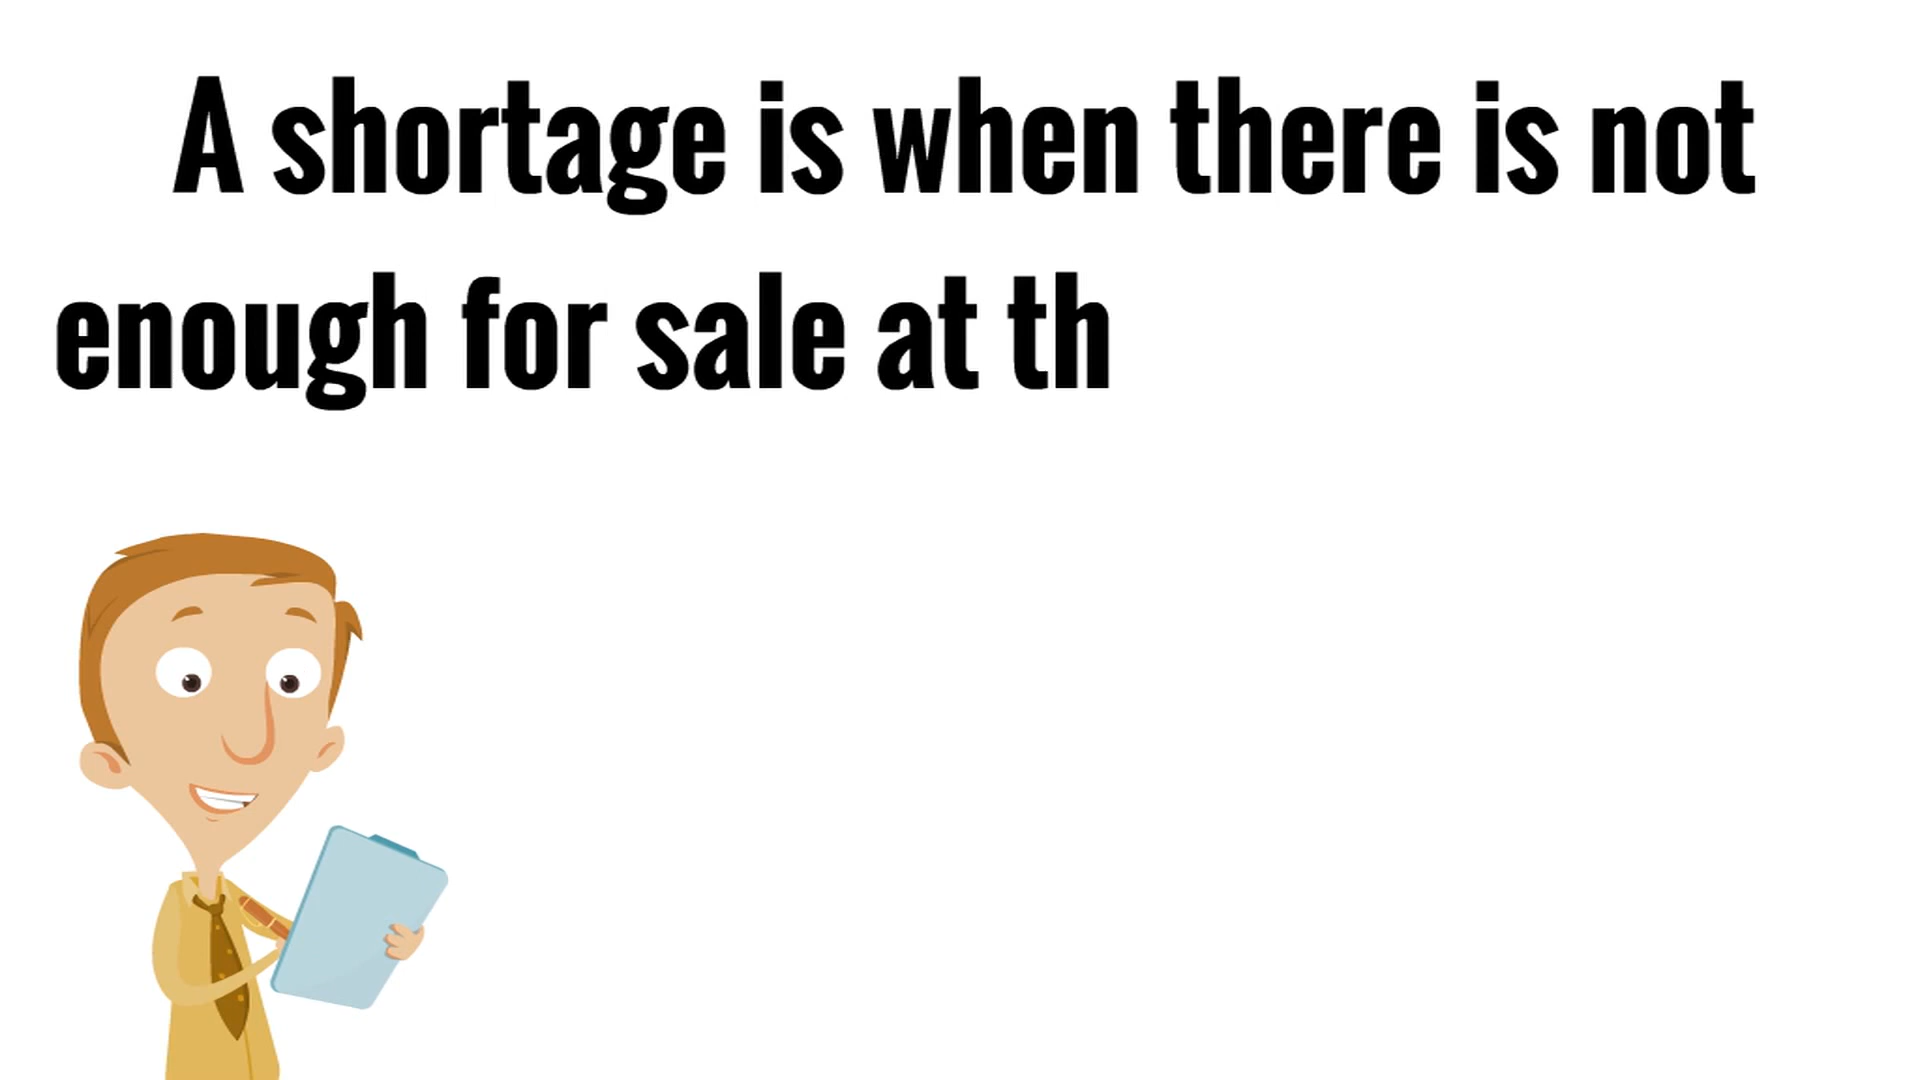 A shortage is when there is not
enough for sale at th